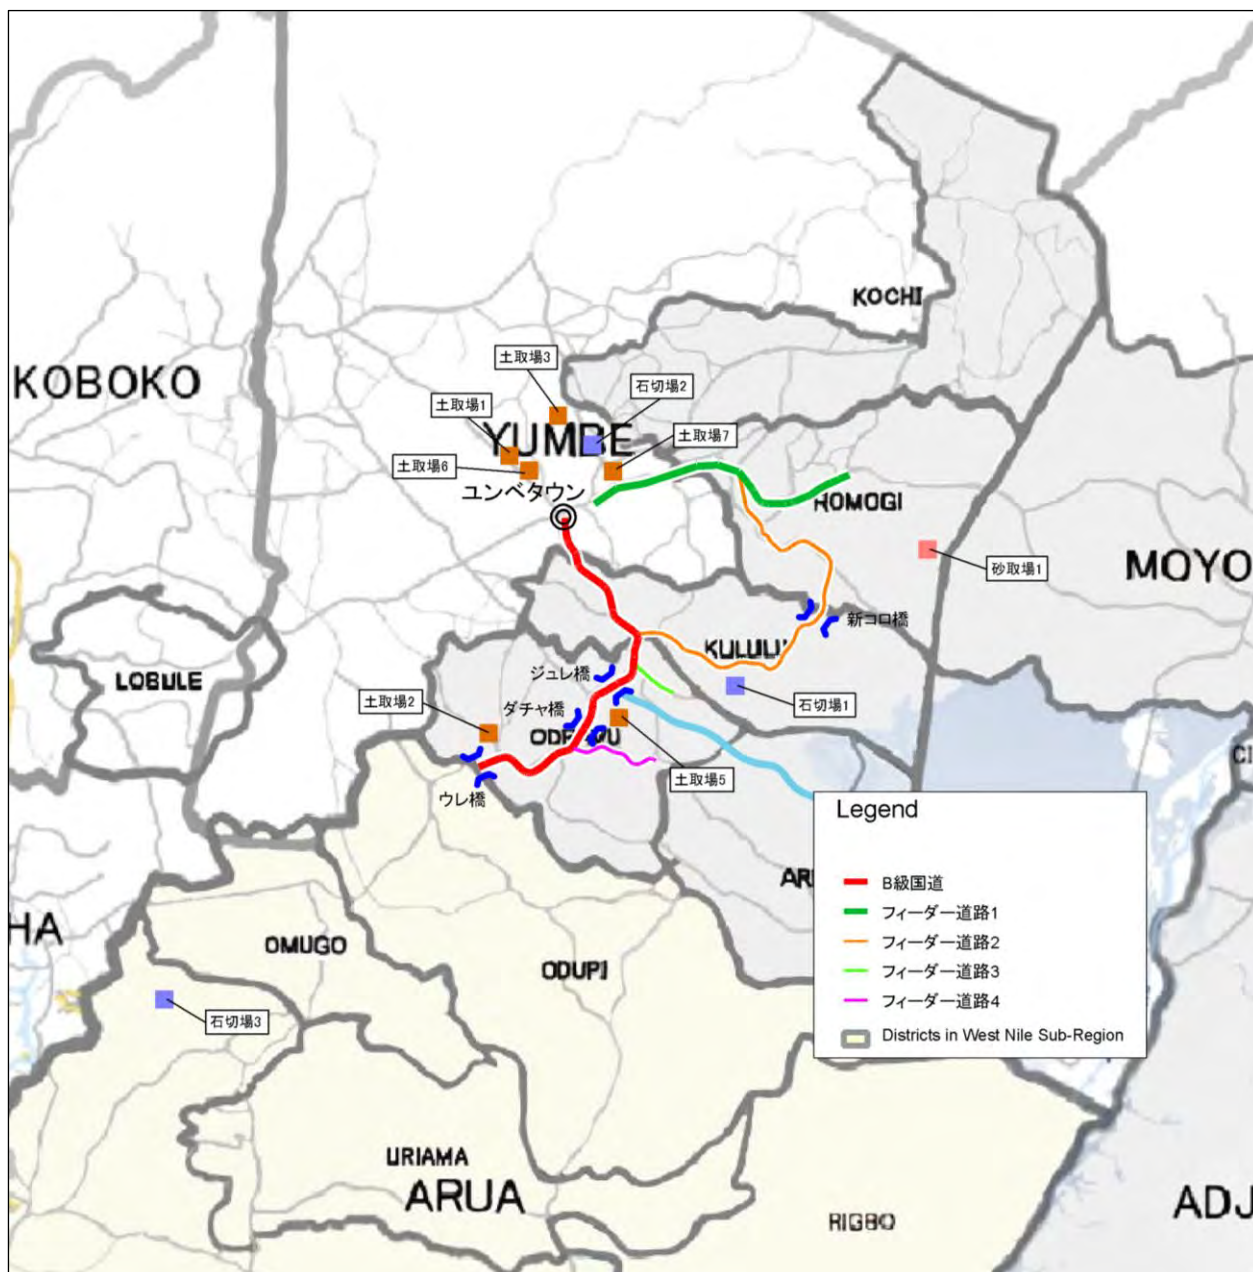 KOCHI
土取場3
KOBOKO
石切場2
土取場1
YUMBE
土取場7
土取場6
ユンベタウン
ROMOGI
MOYO
砂取場1
新コロ橋
KULULU
ジュレ橋
LOBULE
土取場2
ダチャ橋
石切場1
土取場5
ウレ橋
Legend
B級国道
フィーダー道路1
フィーダー道路2
フィーダー道路3
フィーダー道路4
Districts in West Nile Sub-Region
HA
OMUGO
ODUPI
石切場3
URIAMA
ARUA
ADJ
RIGBO
CI